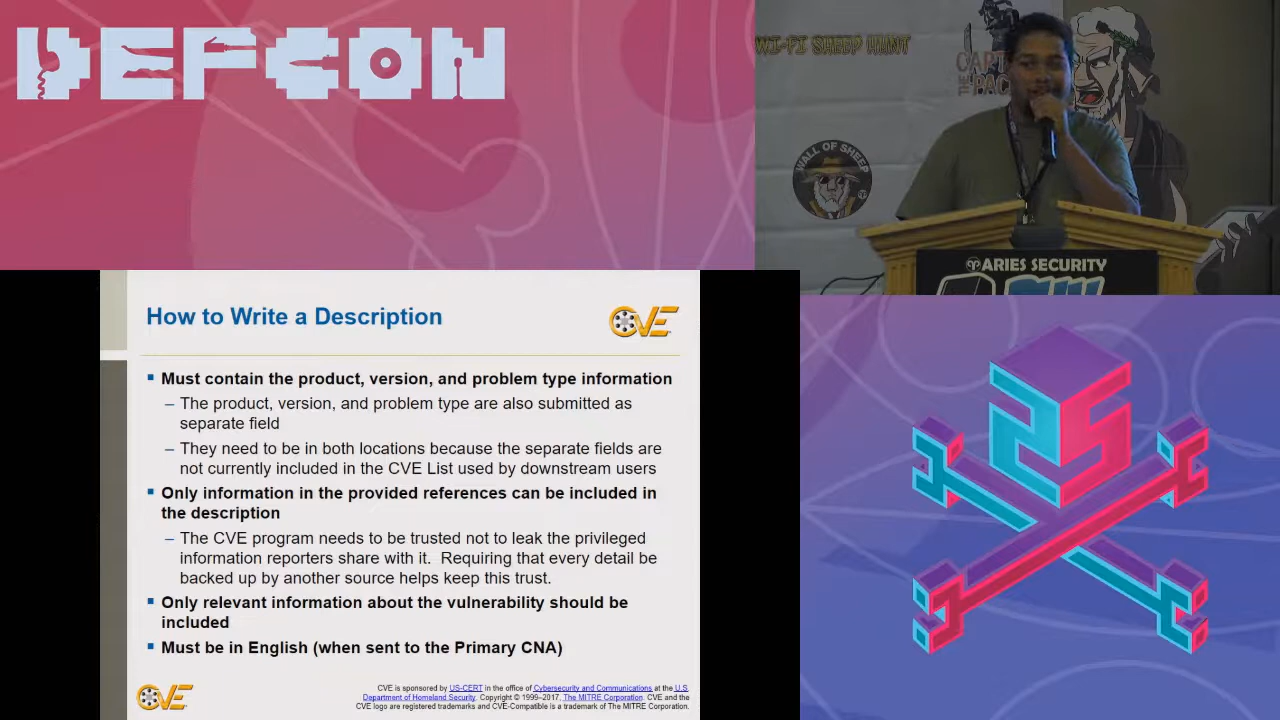 DEFCON
WI-FI SHEEP HUNT
CAPT
THE PAC
WALL OF SHEEP
ARIES SECURITY
How to Write a Description
CVE
Must contain the product, version, and problem type information
– The product, version, and problem type are also submitted as
separate field
– They need to be in both locations because the separate fields are
not currently included in the CVE List used by downstream users
Only information in the provided references can be included in
the description
– The CVE program needs to be trusted not to leak the privileged
information reporters share with it. Requiring that every detail be
backed up by another source helps keep this trust.
Only relevant information about the vulnerability should be
included
Must be in English (when sent to the Primary CNA)
CVE
CVE is sponsored by US-CERT in the office of Cybersecurity and Communications at the U.S.
Department of Homeland Security. Copyright © 1999–2017, The MITRE Corporation. CVE and the
CVE logo are registered trademarks and CVE-Compatible is a trademark of The MITRE Corporation.
25